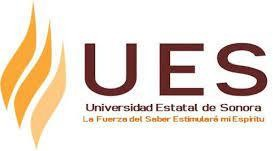 UES
Universidad Estatal de Sonora
La Fuerza del Saber Estimulará mi Espíritu